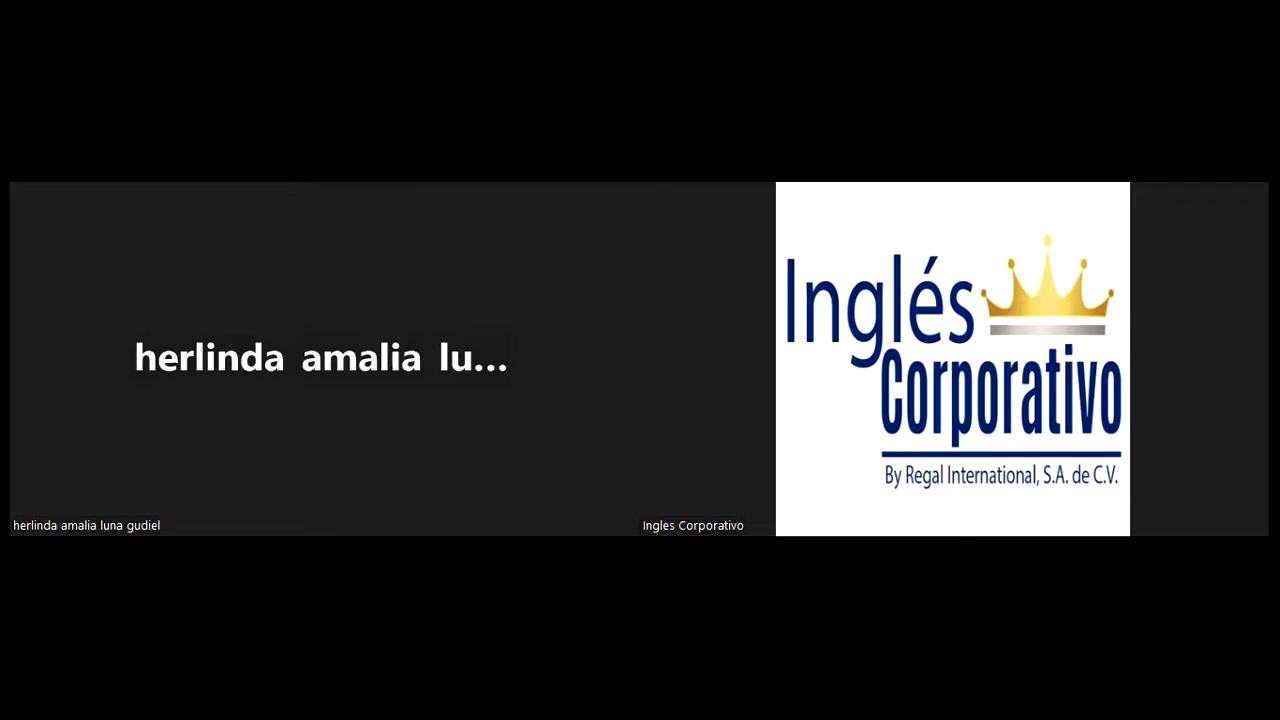 herlinda amalia lu...
herlinda amalia luna gudiel
Inglés
Corporativo
By Regal International, S.A. de C.V.
Ingles Corporativo